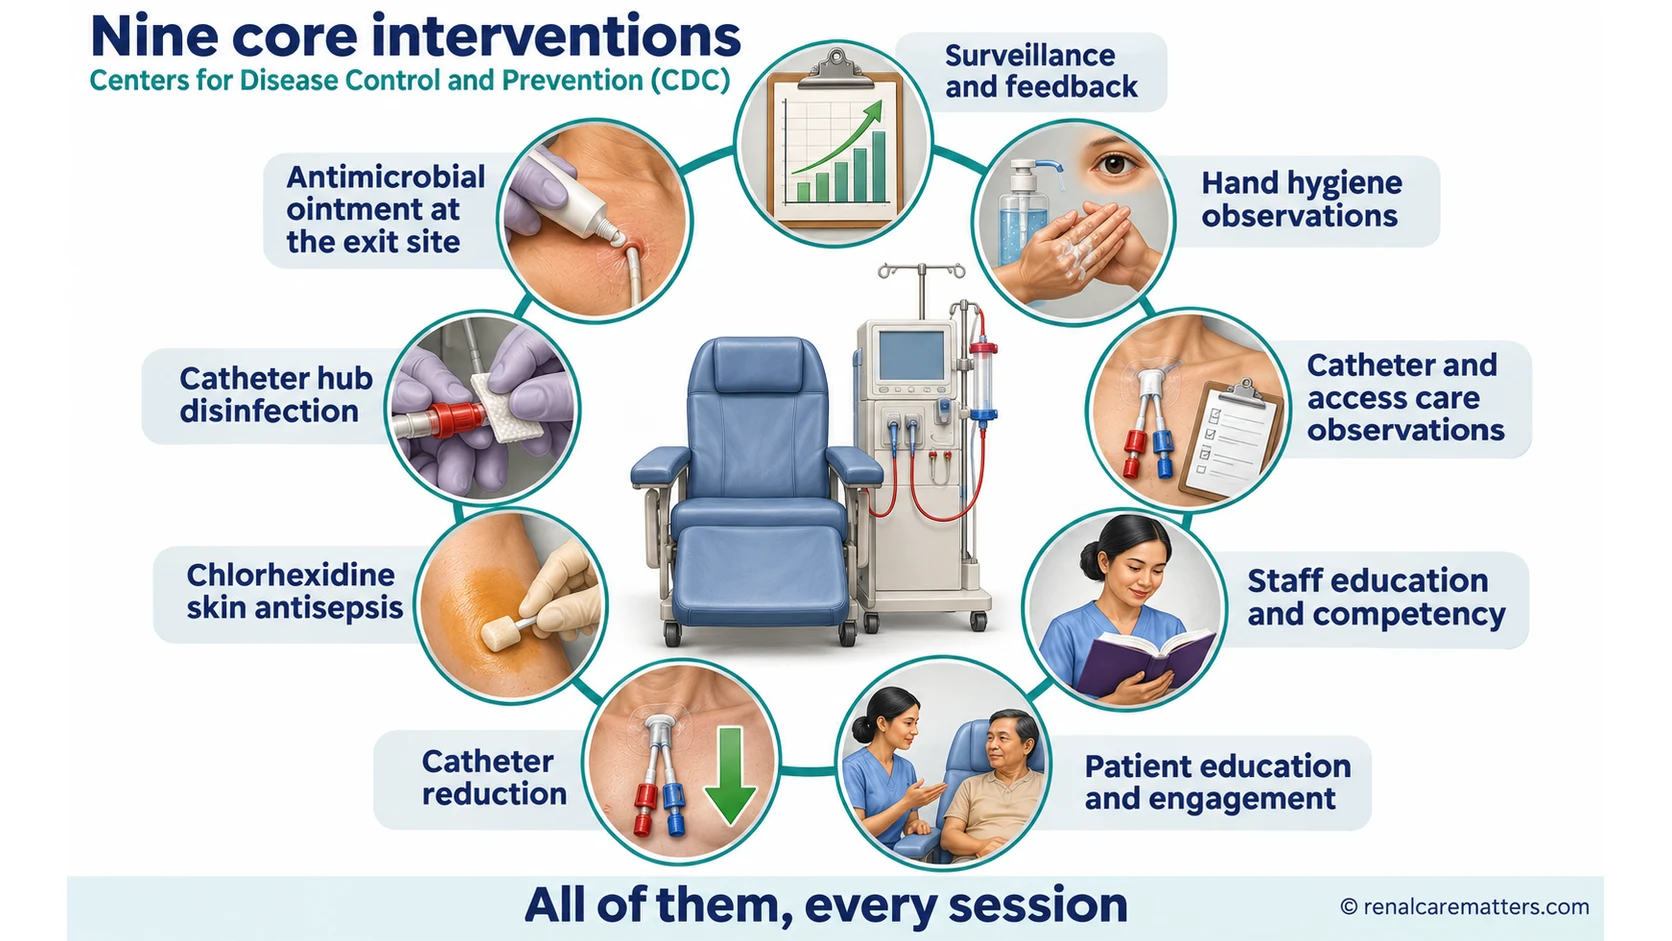 Nine core interventions
Centers for Disease Control and Prevention (CDC)
Surveillance
and feedback
Hand hygiene
observations
Catheter and
access care
observations
Staff education
and competency
Patient education
and engagement
Catheter
reduction
Chlorhexidine
skin antisepsis
Catheter hub
disinfection
Antimicrobial
ointment at
the exit site
All of them, every session
© renalcarematters.com